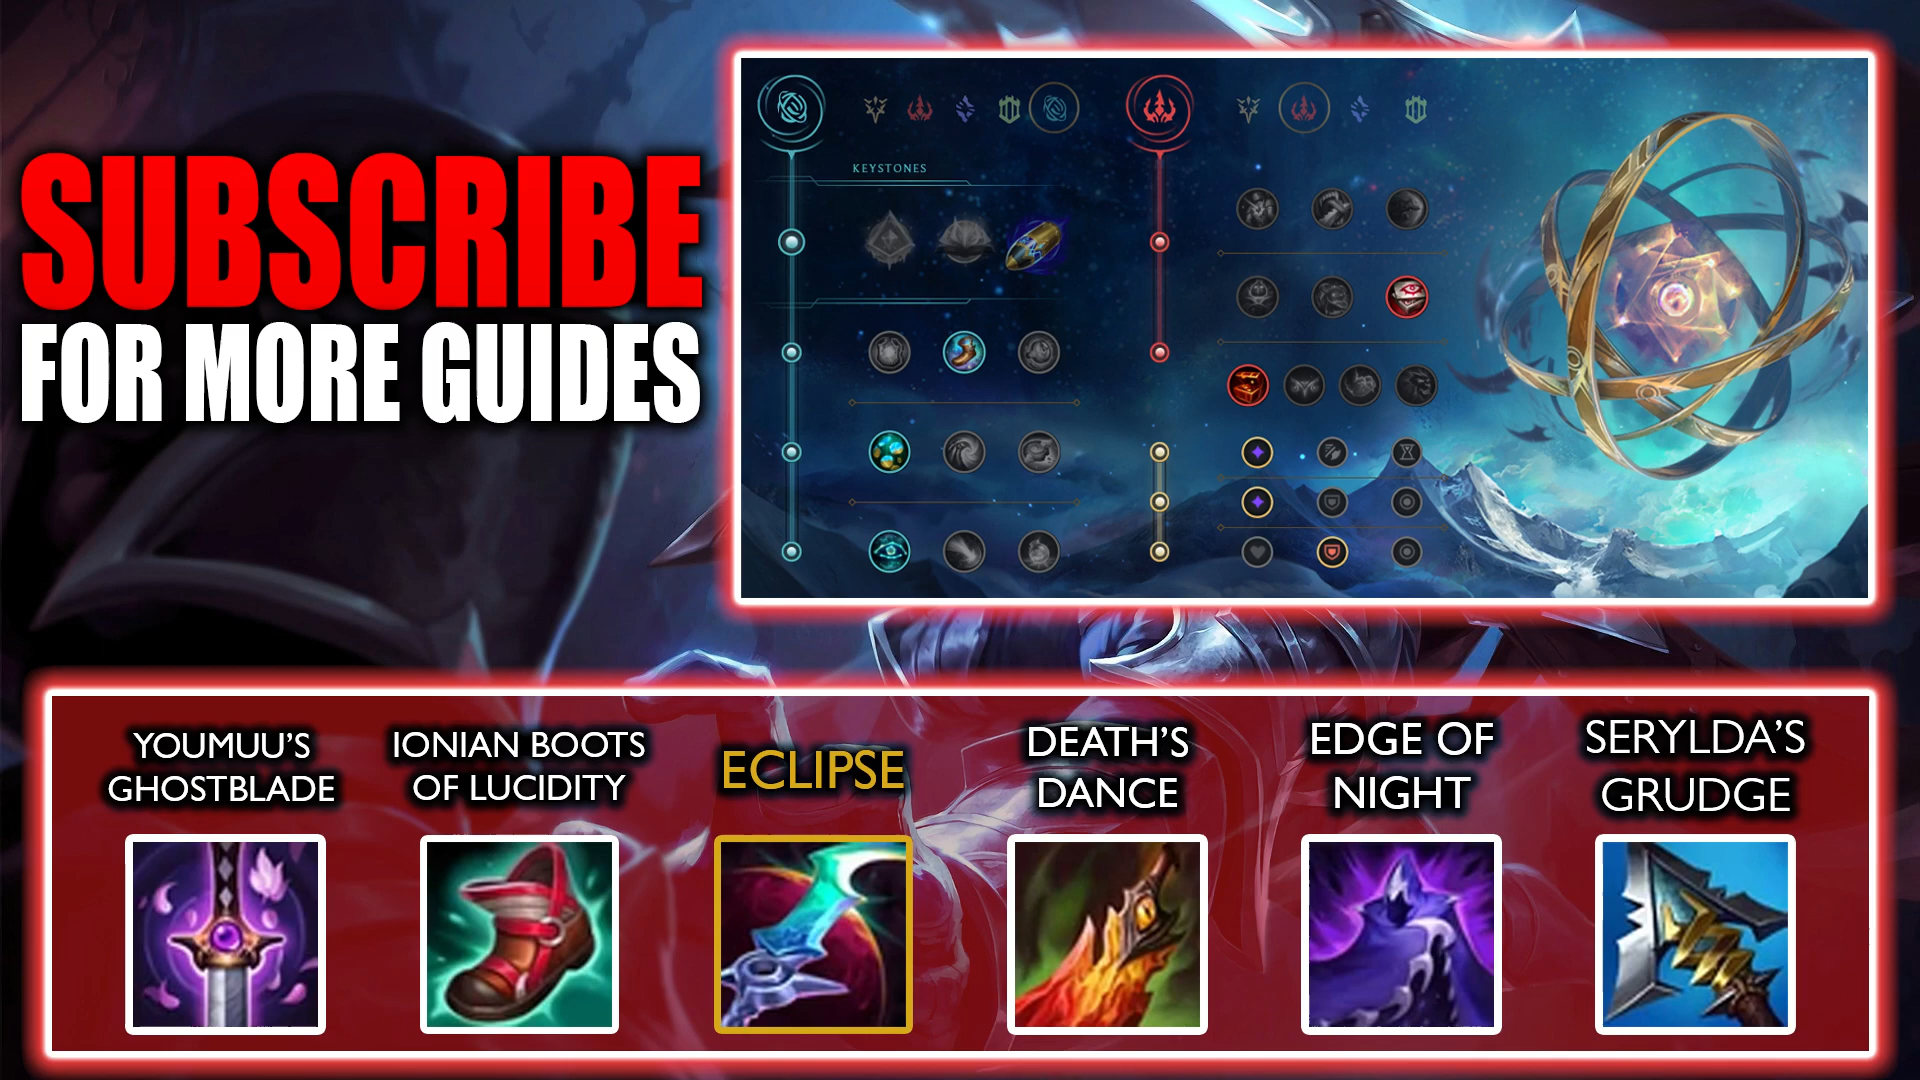 SUBSCRIBE
FOR MORE GUIDES
KEYSTONES
YOUMUU'S
GHOSTBLADE
IONIAN BOOTS
OF LUCIDITY
ECLIPSE
DEATH'S
DANCE
EDGE OF
NIGHT
SERYLDA'S
GRUDGE